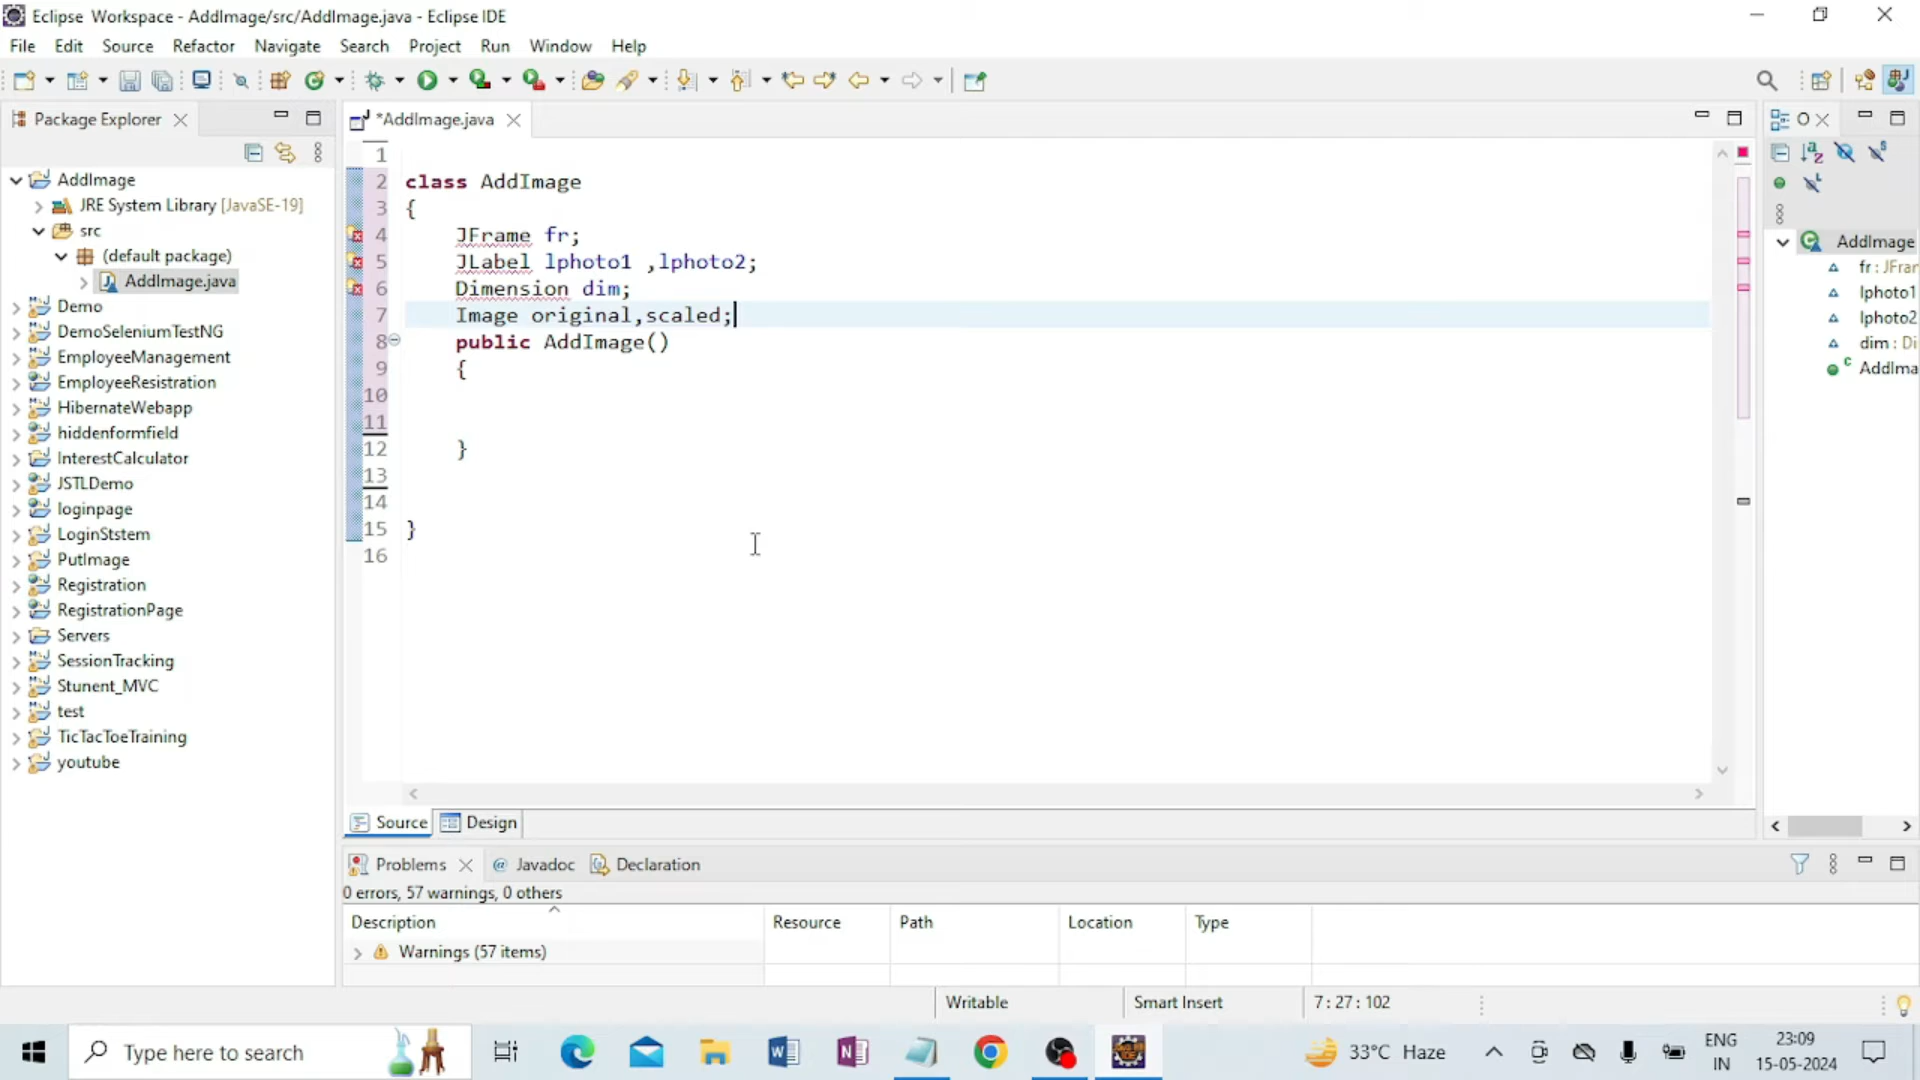 Eclipse Workspace - AddImage/src/AddImage.java - Eclipse IDE
File Edit Source Refactor Navigate Search Project Run Window Help
Package Explorer
*AddImage.java
O
AddImage
JRE System Library [JavaSE-19]
src
(default package)
AddImage.java
Demo
DemoSeleniumTestNG
EmployeeManagement
EmployeeResistration
HibernateWebapp
hiddenformfield
InterestCalculator
JSTLDemo
loginpage
LoginStstem
PutImage
Registration
RegistrationPage
Servers
SessionTracking
Stunent_MVC
test
TicTacToeTraining
youtube
1
2 class AddImage
3 {
4 JFrame fr;
5 JLabel lphoto1 ,lphoto2;
6 Dimension dim;
7 Image original,scaled;
8 public AddImage()
9 {
10
11
12 }
13
14
15 }
16
AddImage
fr : JFrar
lphoto1
lphoto2
dim : Di
AddIma
Source Design
Problems Javadoc Declaration
0 errors, 57 warnings, 0 others
Description Resource Path Location Type
Warnings (57 items)
Writable Smart Insert 7 : 27 : 102
Type here to search
33°C Haze
ENG
IN
23:09
15-05-2024